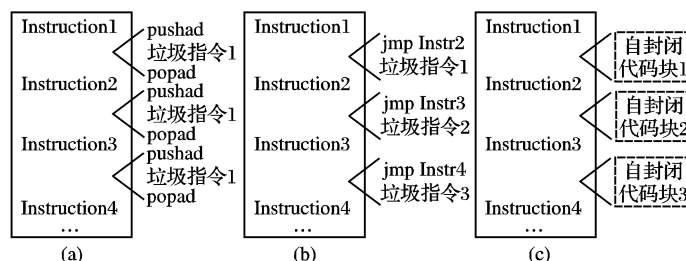 Instruction1
pushad
垃圾指令1
popad
Instruction2
pushad
垃圾指令1
popad
Instruction3
pushad
垃圾指令1
popad
Instruction4
...
(a)
Instruction1
jmp Instr2
垃圾指令1
Instruction2
jmp Instr3
垃圾指令2
Instruction3
jmp Instr4
垃圾指令3
Instruction4
...
(b)
Instruction1
自封闭
代码块1
Instruction2
自封闭
代码块2
Instruction3
自封闭
代码块3
Instruction4
...
(c)